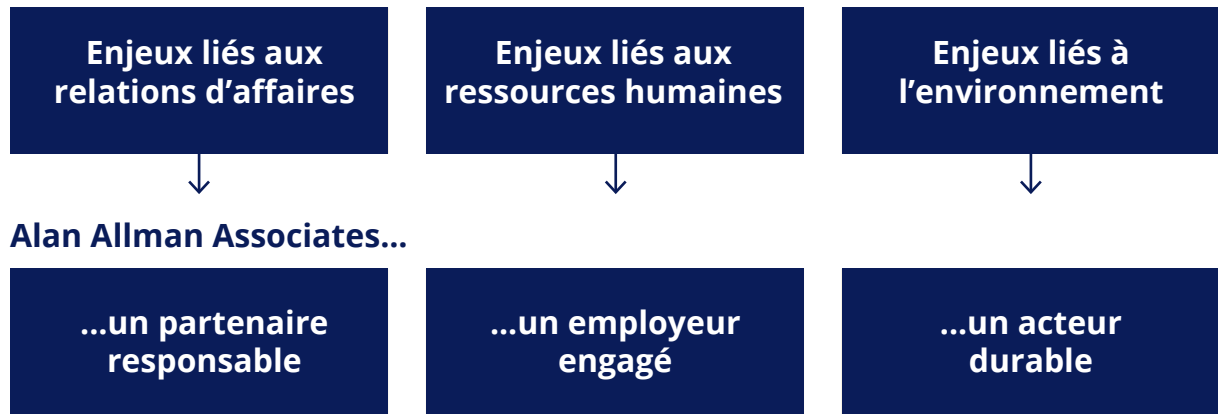 Enjeux liés aux
relations d’affaires
Enjeux liés aux
ressources humaines
Enjeux liés à
l’environnement
Alan Allman Associates...
...un partenaire
responsable
...un employeur
engagé
...un acteur
durable